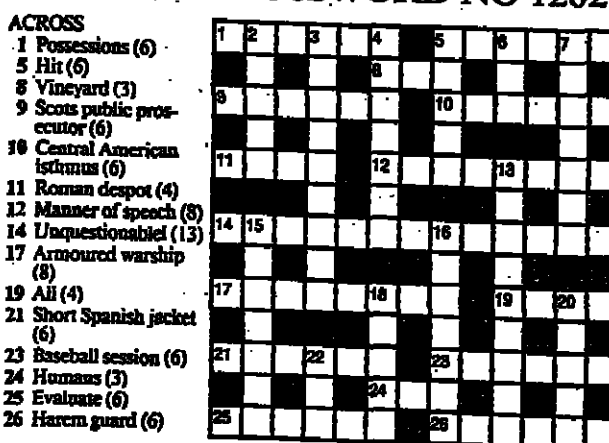 ACROSS
1 Possessions (6)
5 Hit (6)
8 Vineyard (3)
9 Scots public pros-
ecutor (6)
10 Central American
isthmus (6)
11 Roman despot (4)
12 Manner of speech (8)
14 Unquestionable! (13)
17 Armoured warship
(8)
19 All (4)
21 Short Spanish jacket
(6)
23 Baseball session (6)
24 Humans (3)
25 Evaluate (6)
26 Harem guard (6)
1 2 3 4 5 6 7
8
9 10
11 12 13
14 15 16
17 18 19 20
21 22 23
24
25 26